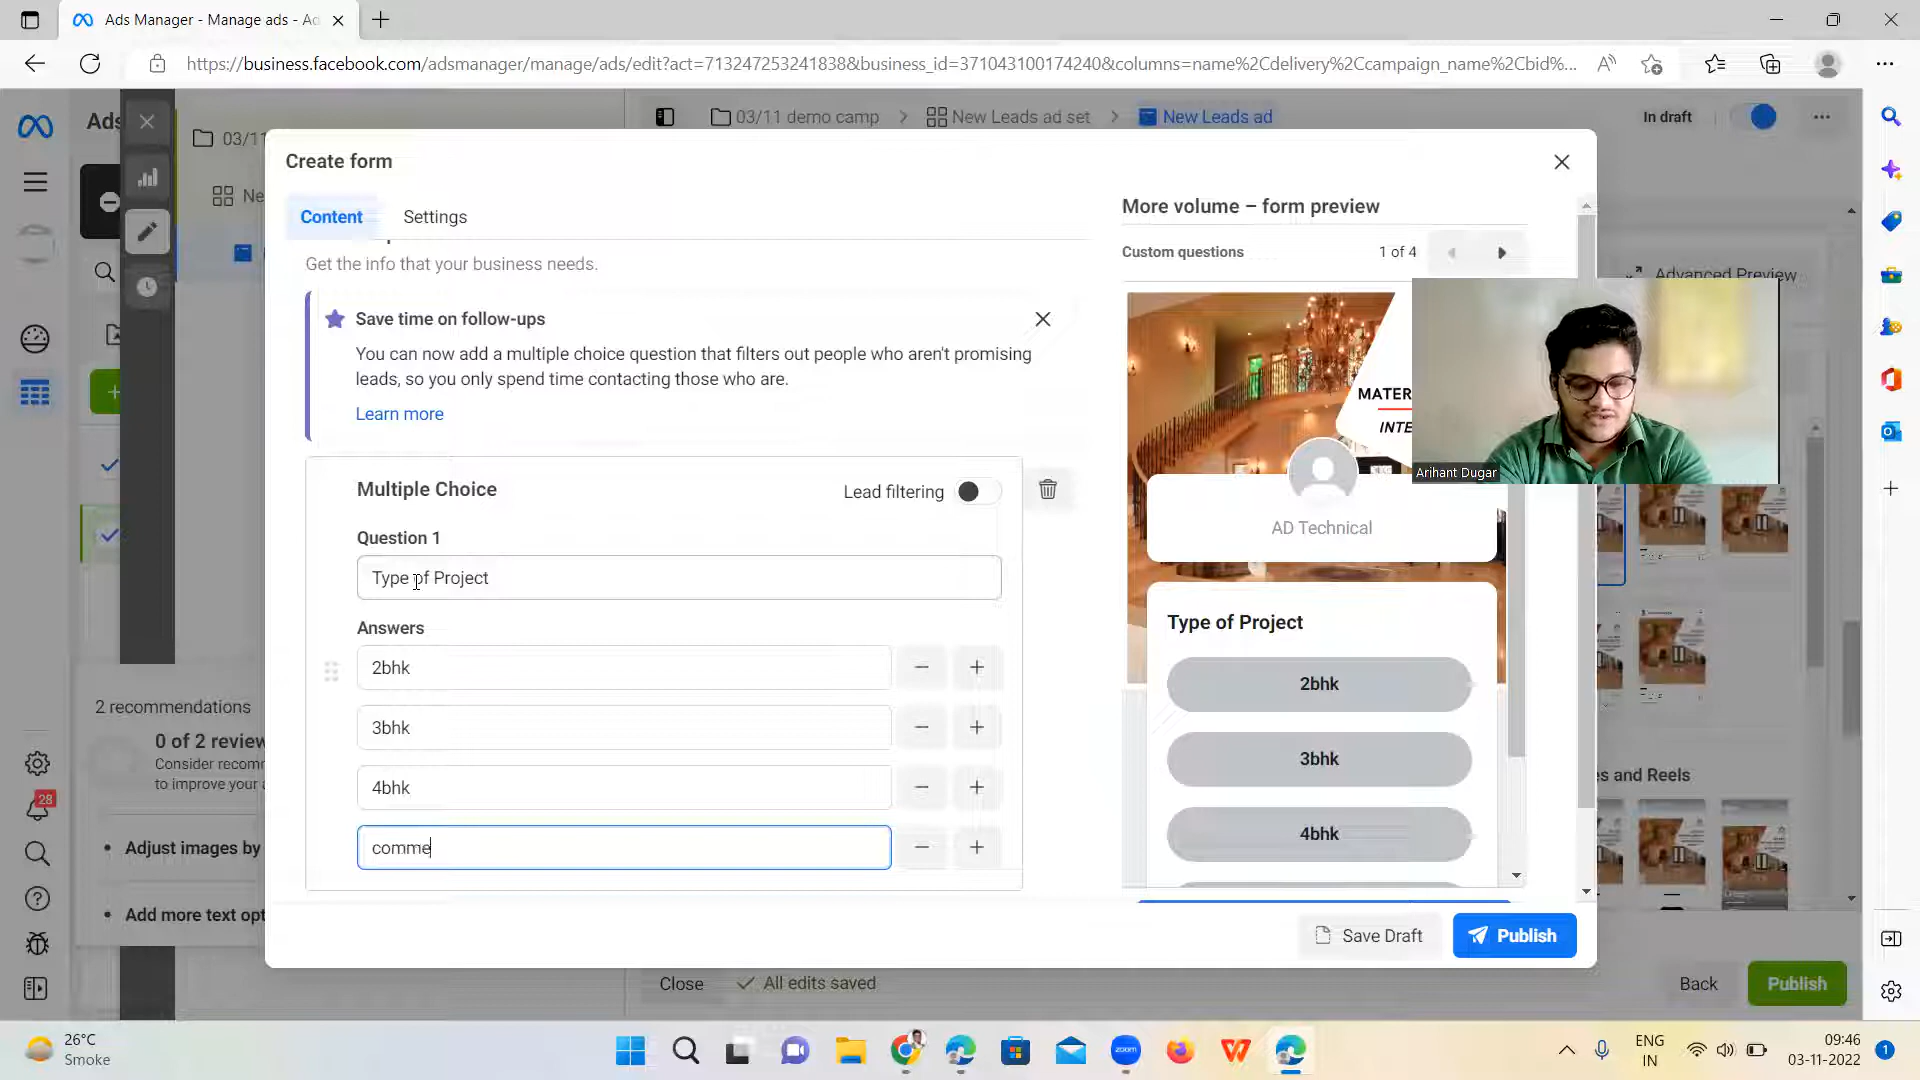 Ads Manager - Manage ads - Ad
https://business.facebook.com/adsmanager/manage/ads/edit?act=713247253241838&business_id=371043100174240&columns=name%2Cdelivery%2Ccampaign_name%2Cbid%...
Ads
03/11
03/11 demo camp
New Leads ad set
New Leads ad
In draft
Create form
Content
Settings
Get the info that your business needs.
Save time on follow-ups
You can now add a multiple choice question that filters out people who aren't promising
leads, so you only spend time contacting those who are.
Learn more
Multiple Choice
Lead filtering
Question 1
Type of Project
Answers
2bhk
3bhk
4bhk
comme
More volume – form preview
Custom questions
1 of 4
Advanced Preview
MATER
INTE
Arihant Dugar
AD Technical
Type of Project
2bhk
3bhk
4bhk
Save Draft
Publish
Ne
2 recommendations
0 of 2 review
Consider recomm
to improve your a
Adjust images by
Add more text opt
28
es and Reels
Close
All edits saved
Back
Publish
26°C
Smoke
zoom
ENG
IN
09:46
03-11-2022
1